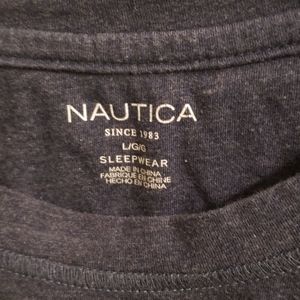 NAUTICA
SINCE 1983
L/G/G
SLEEPWEAR
MADE IN CHINA
FABRIQUÉ EN CHINE
HECHO EN CHINA